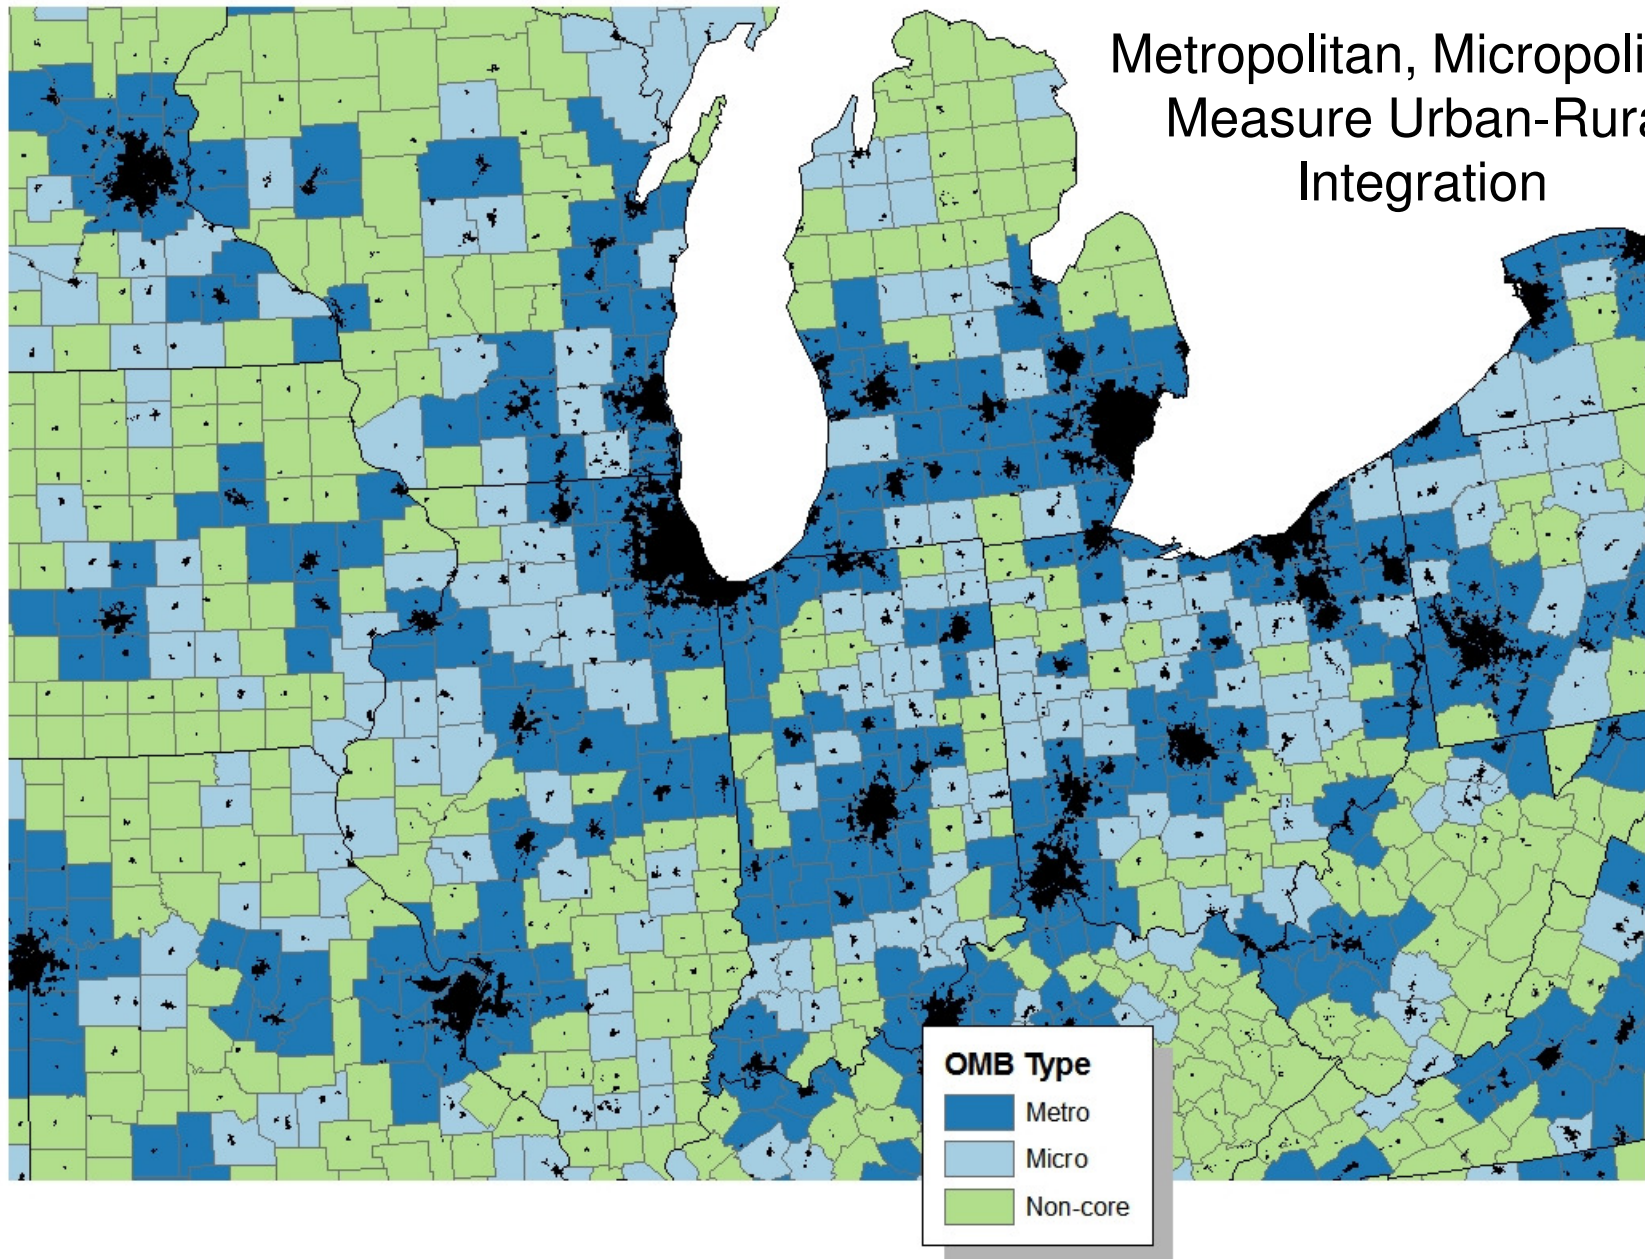 Metropolitan, Micropoli
Measure Urban-Rura
Integration
OMB Type
Metro
Micro
Non-core